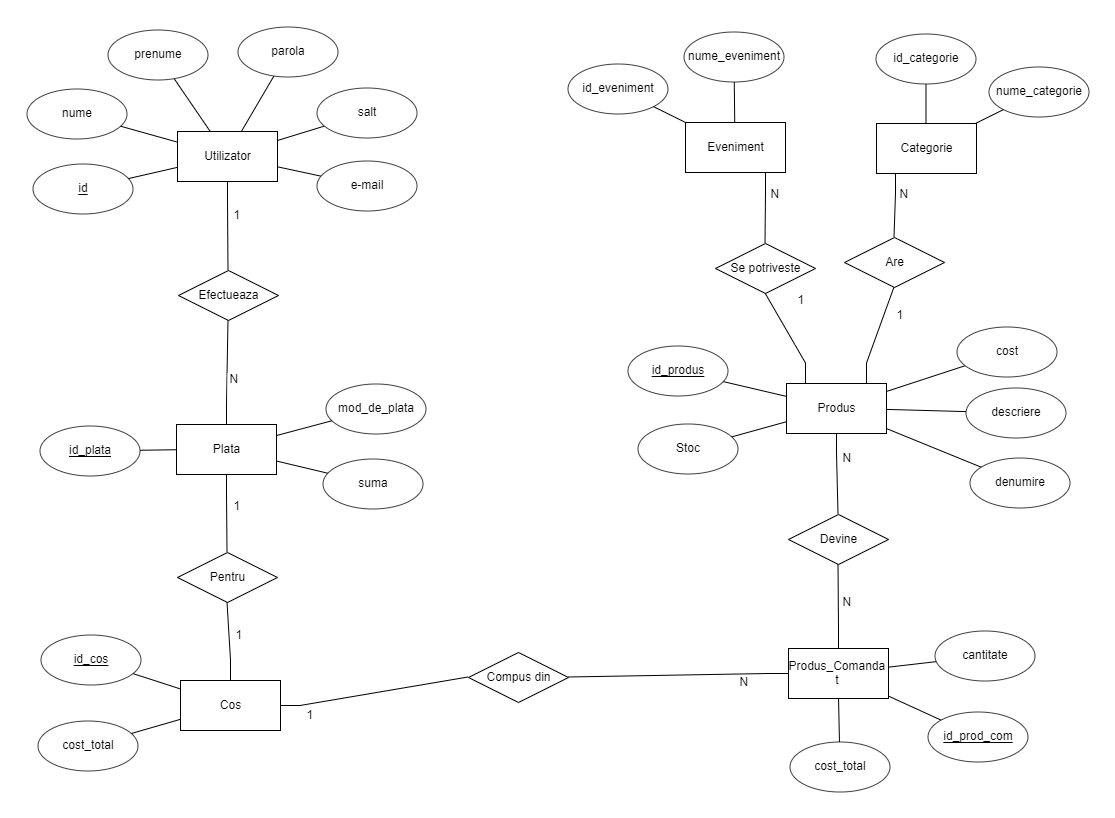 prenume
parola
nume
salt
id
e-mail
Utilizator
1
Efectueaza
N
id_plata
mod_de_plata
Plata
suma
1
Pentru
1
id_cos
Cos
cost_total
1
Compus din
N
id_eveniment
nume_eveniment
Eveniment
id_categorie
nume_categorie
Categorie
N
N
Se potriveste
Are
1
1
id_produs
Stoc
Produs
cost
descriere
denumire
N
Devine
N
Produs_Comanda
t
cantitate
id_prod_com
cost_total